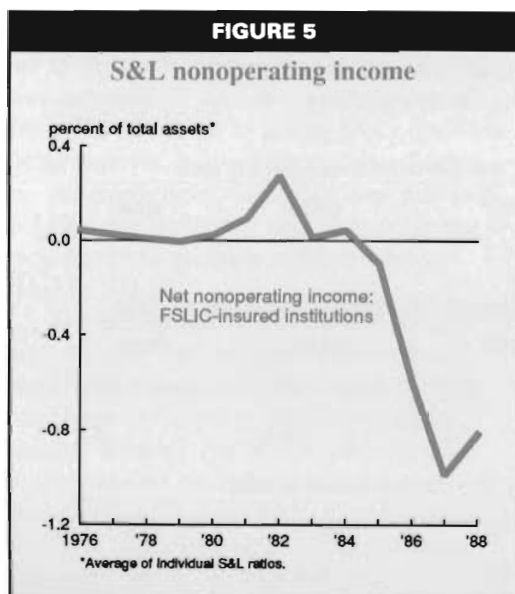 FIGURE 5
S&L nonoperating income
percent of total assets*
0.4
0.0
Net nonoperating income:
FSLIC-insured institutions
-0.4
-0.8
-1.2
1976 '78 '80 '82 '84 '86 '88
*Average of individual S&L ratios.